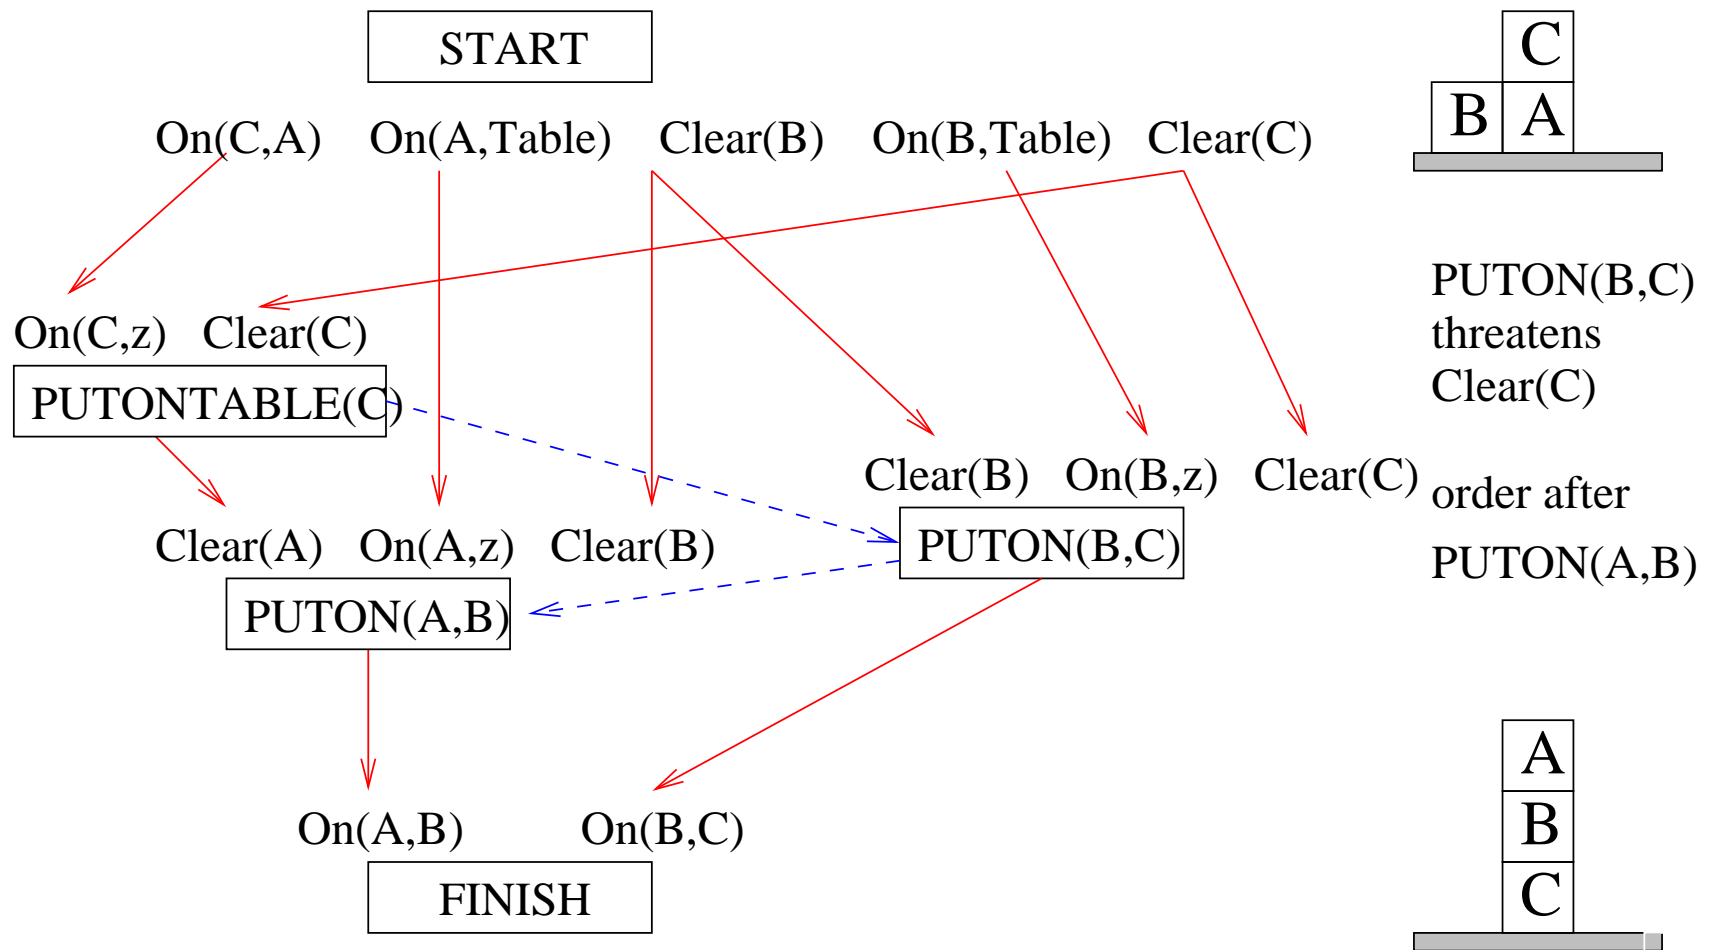 START
C
B A
On(C,A) On(A,Table) Clear(B) On(B,Table) Clear(C)
PUTON(B,C)
threatens
Clear(C)
On(C,z) Clear(C)
PUTONTABLE(C)
Clear(B) On(B,z) Clear(C)
order after
PUTON(A,B)
Clear(A) On(A,z) Clear(B)
PUTON(B,C)
PUTON(A,B)
On(A,B) On(B,C)
FINISH
A
B
C